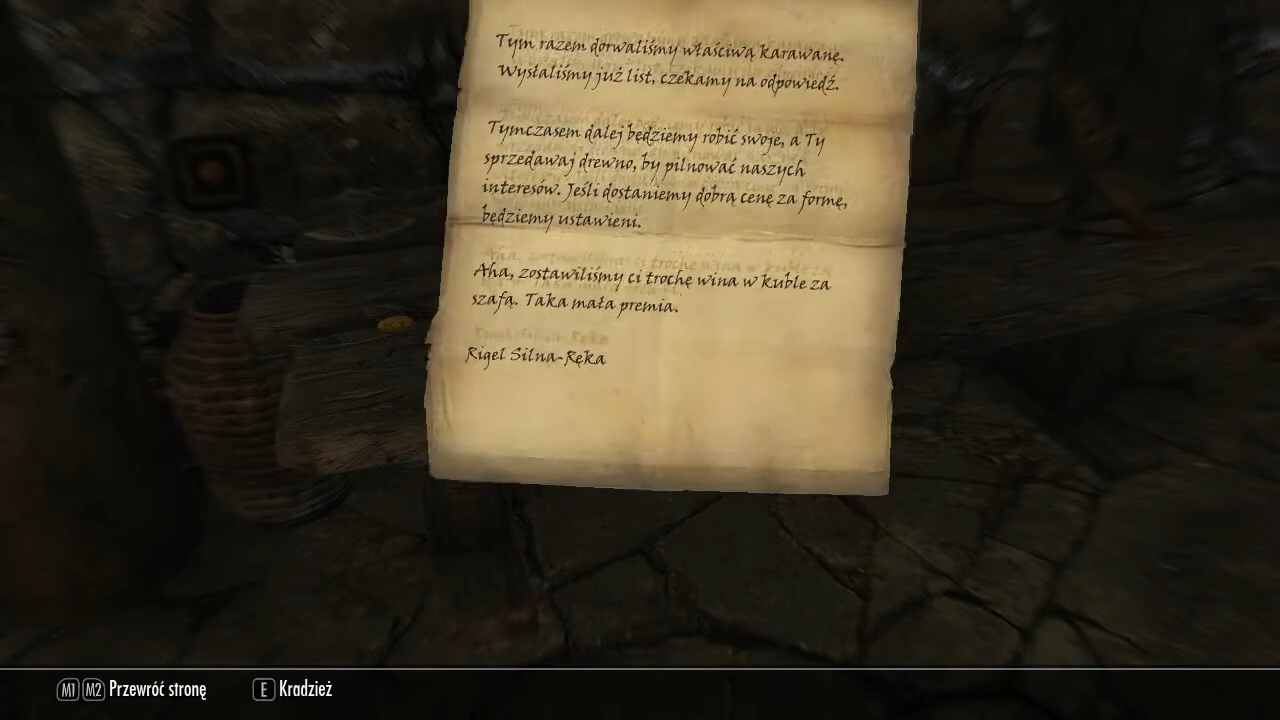 Tym razem dorwaliśmy właściwą karawanę.
Wysłaliśmy już list, czekamy na odpowiedź.
Tymczasem dalej będziemy robić swoje, a Ty
sprzedawaj drewno, by pilnować naszych
interesów. Jeśli dostaniemy dobrą cenę za formę,
będziemy ustawieni.
Aha, zostawiliśmy ci trochę wina w kuble za
szafą. Taka mała premia.
Rigel Silna-Ręka
M1 M2 Przewróć stronę E Kradzież